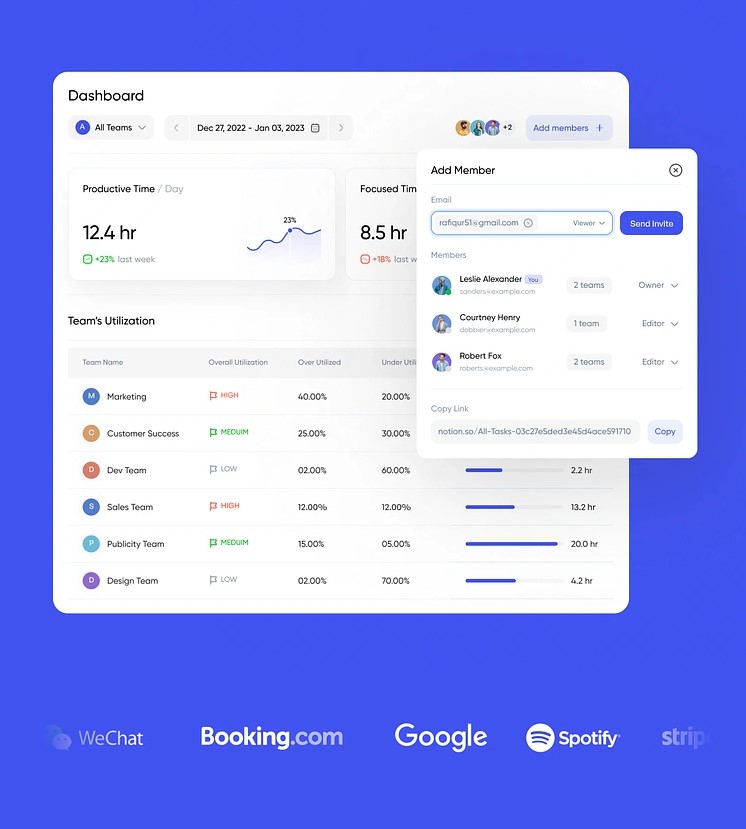 Dashboard
A All Teams
Dec 27, 2022 - Jan 03, 2023
+2
Add members +
Productive Time / Day
12.4 hr
+23% last week
23%
Focused Tim
8.5 hr
+18% last w
Add Member
Email
rafiqur51@gmail.com
Viewer
Send Invite
Members
Leslie Alexander You
sanders@example.com
2 teams
Owner
Courtney Henry
debbier@example.com
1 team
Editor
Robert Fox
roberts@example.com
2 teams
Editor
Copy Link
notion.so/All-Tasks-03c27e5ded3e45d4ace591710
Copy
Team's Utilization
Team Name Overall Utilization Over Utilized Under Utili
M Marketing HIGH 40.00% 20.00%
C Customer Success MEDUIM 25.00% 30.00%
D Dev Team LOW 02.00% 60.00% 2.2 hr
S Sales Team HIGH 12.00% 12.00% 13.2 hr
P Publicity Team MEDUIM 15.00% 05.00% 20.0 hr
D Design Team LOW 02.00% 70.00% 4.2 hr
WeChat Booking.com Google Spotify strip